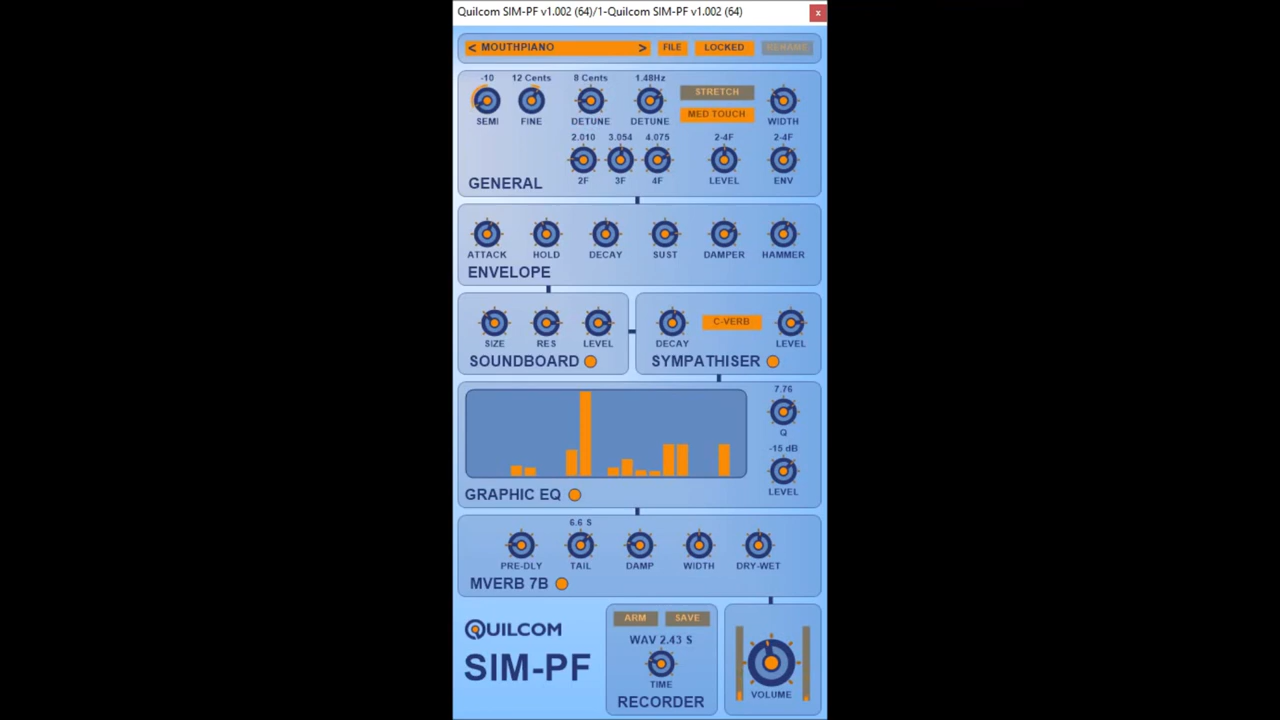 Quilcom SIM-PF v1.002 (64)/1-Quilcom SIM-PF v1.002 (64)
x
< MOUTHPIANO > FILE LOCKED RENAME
-10 12 Cents 8 Cents 1.48Hz
STRETCH
MED TOUCH
SEMI FINE DETUNE DETUNE WIDTH
2.010 3.054 4.075 2-4F 2-4F
2F 3F 4F LEVEL ENV
GENERAL
ATTACK HOLD DECAY SUST DAMPER HAMMER
ENVELOPE
C-VERB
SIZE RES LEVEL DECAY LEVEL
SOUNDBOARD SYMPATHISER
7.76
Q
-15 dB
LEVEL
GRAPHIC EQ
6.6 S
PRE-DLY TAIL DAMP WIDTH DRY-WET
MVERB 7B
QUILCOM
SIM-PF
ARM SAVE
WAV 2.43 S
TIME
RECORDER
VOLUME